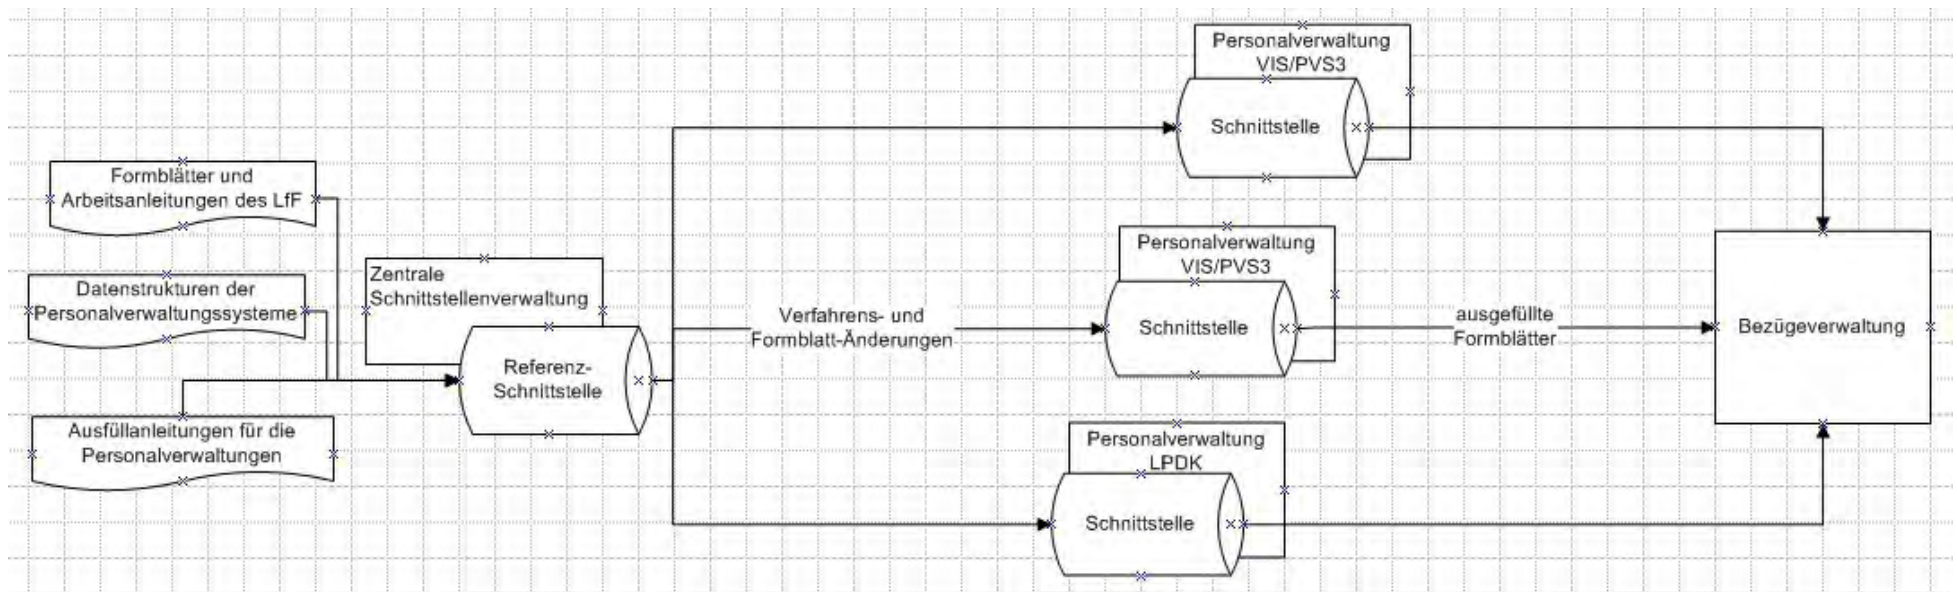 Formblätter und
Arbeitsanleitungen des LfF
Datenstrukturen der
Personalverwaltungssysteme
Ausfüllanleitungen für die
Personalverwaltungen
Zentrale
Schnittstellenverwaltung
Referenz-
Schnittstelle
Verfahrens- und
Formblatt-Änderungen
Personalverwaltung
VIS/PVS3
Schnittstelle
Personalverwaltung
VIS/PVS3
Schnittstelle
Personalverwaltung
LPDK
Schnittstelle
ausgefüllte
Formblätter
Bezügeverwaltung